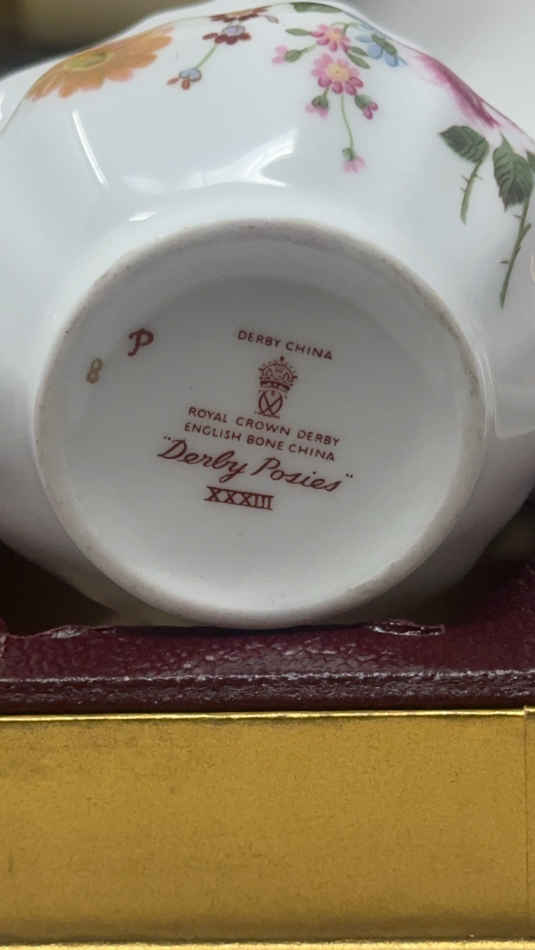 P
8
DERBY CHINA
ROYAL CROWN DERBY
ENGLISH BONE CHINA
"Derby Posies"
XXXIII